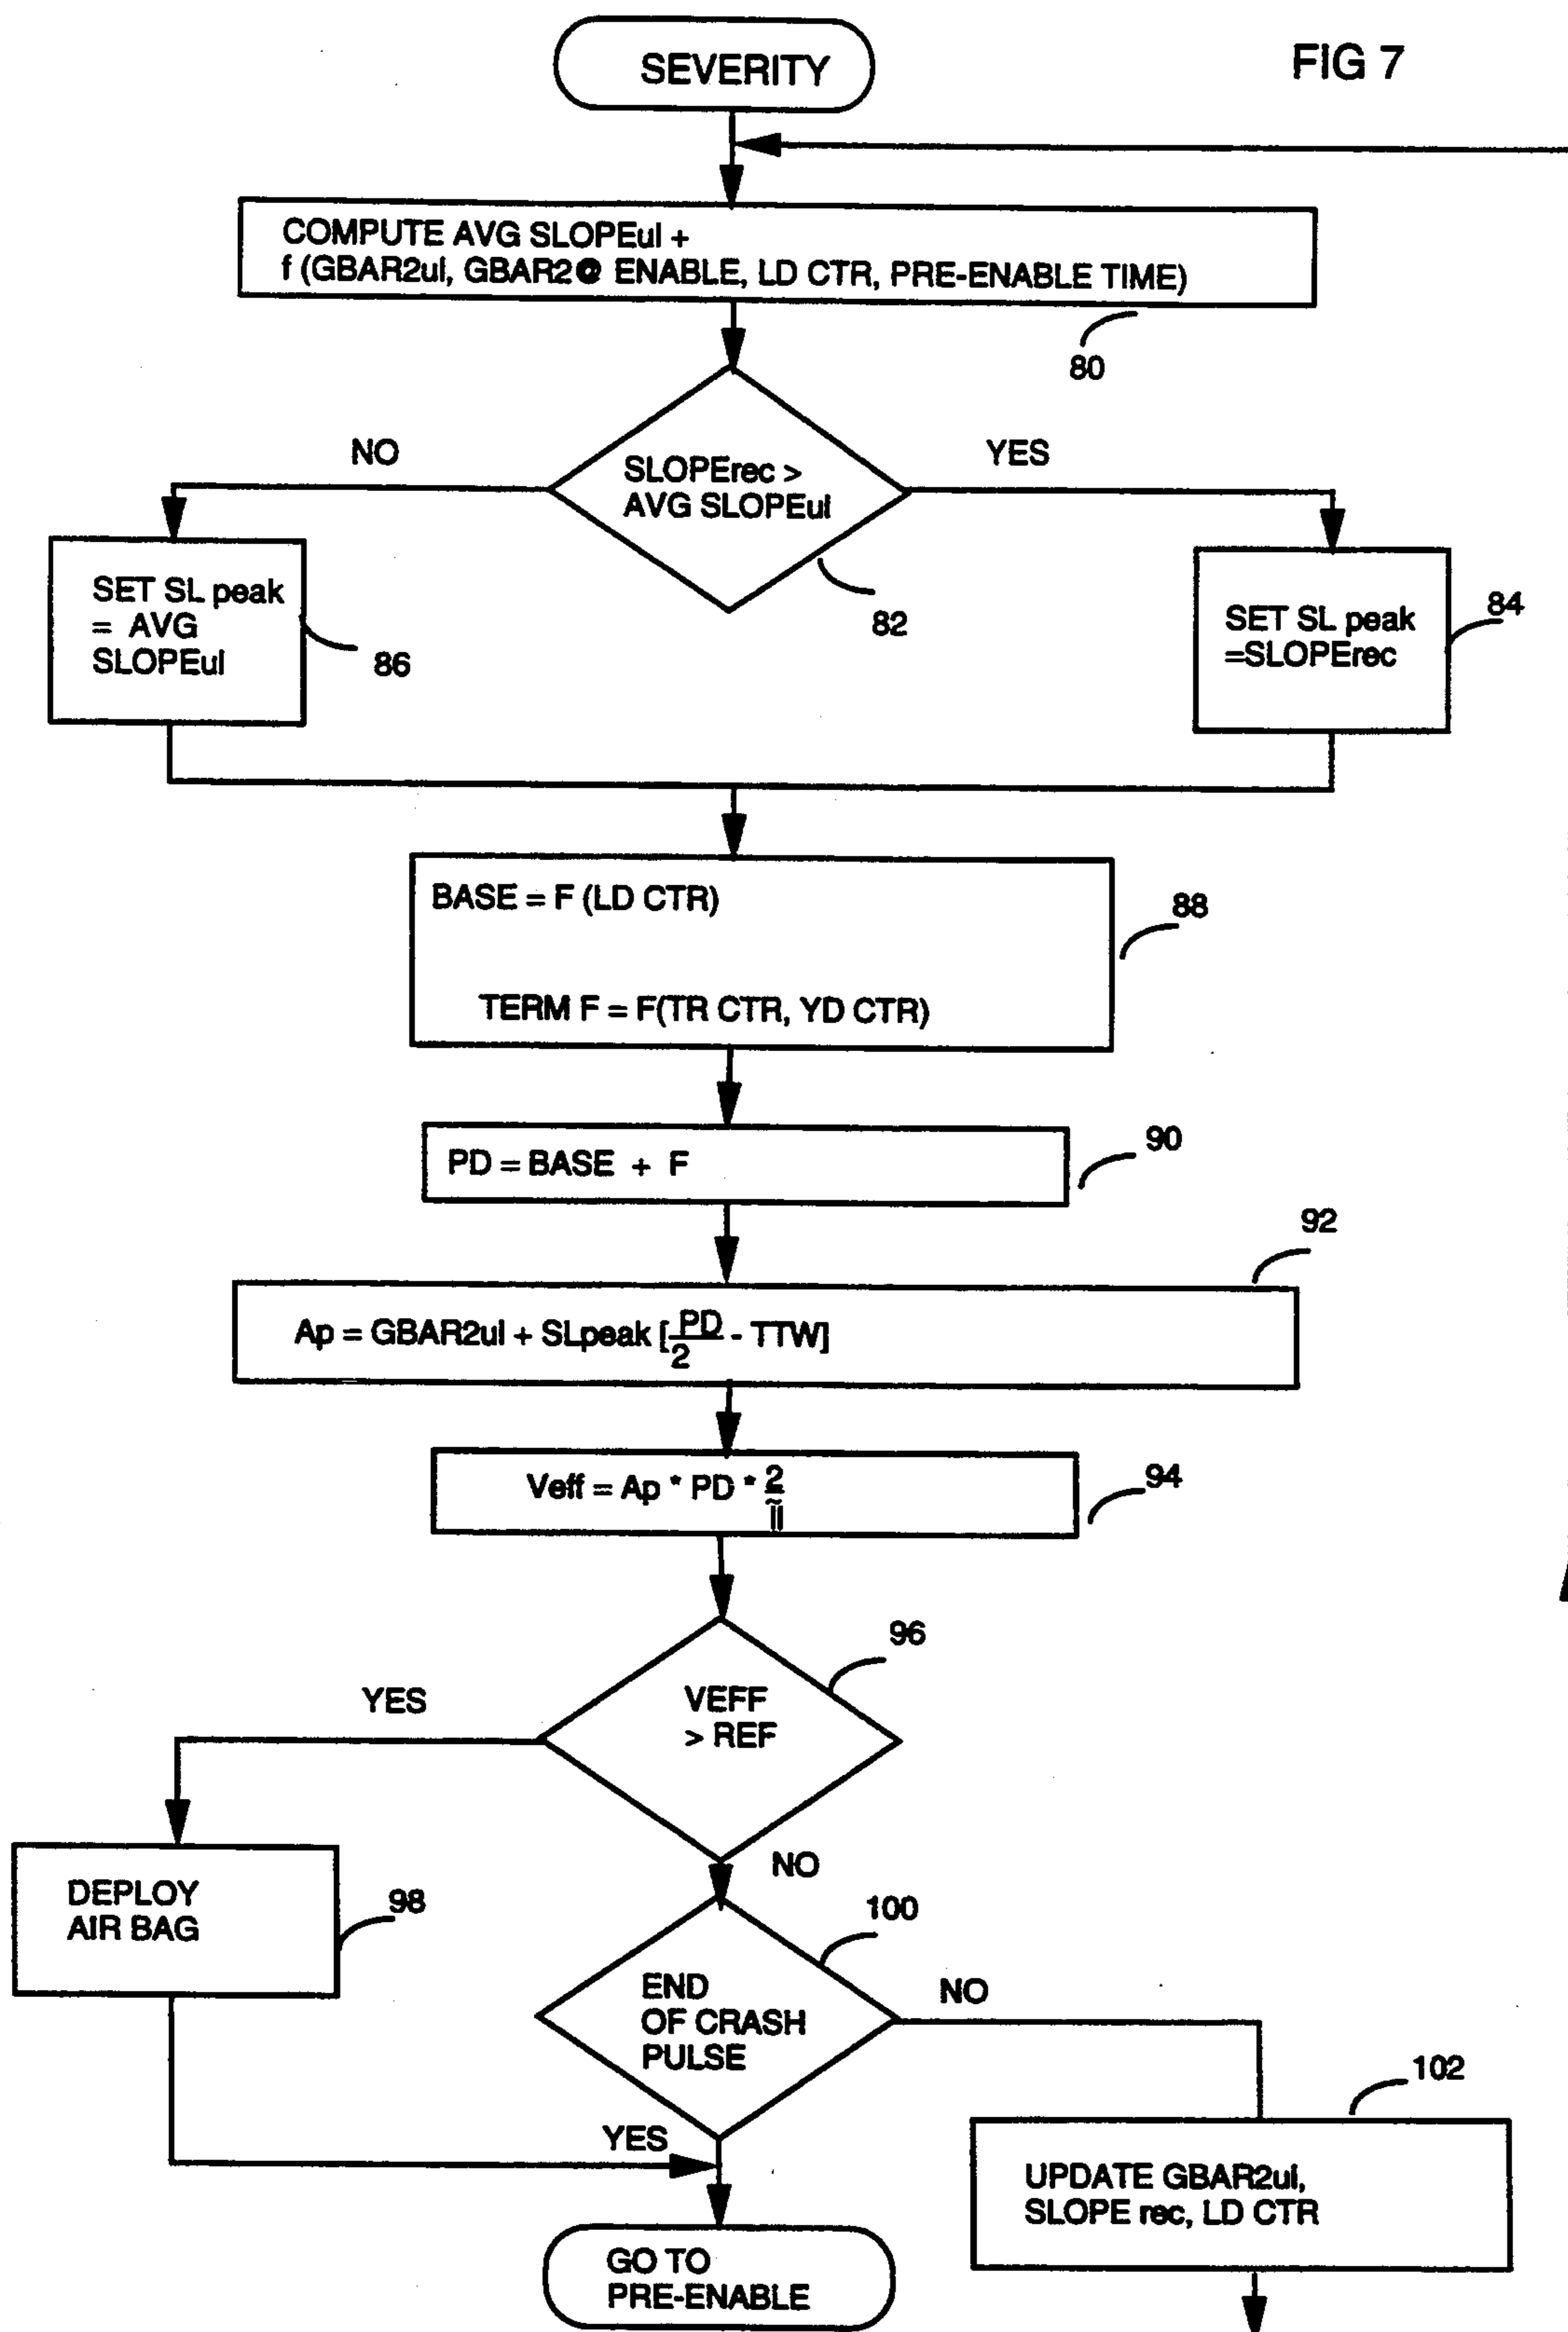 SEVERITY
FIG 7
COMPUTE AVG SLOPEul +
f (GBAR2ul, GBAR2@ ENABLE, LD CTR, PRE-ENABLE TIME)
80
NO
SLOPErec >
AVG SLOPEul
YES
82
SET SL peak
= AVG
SLOPEul
86
SET SL peak
=SLOPErec
84
BASE = F (LD CTR)
TERM F = F(TR CTR, YD CTR)
88
PD = BASE + F
90
92
Ap = GBAR2ul + SLpeak [PD/2 - TTW]
Veff = Ap * PD * 2/π
94
96
YES
VEFF
> REF
NO
DEPLOY
AIR BAG
98
100
END
OF CRASH
PULSE
NO
102
YES
UPDATE GBAR2ul,
SLOPE rec, LD CTR
GO TO
PRE-ENABLE